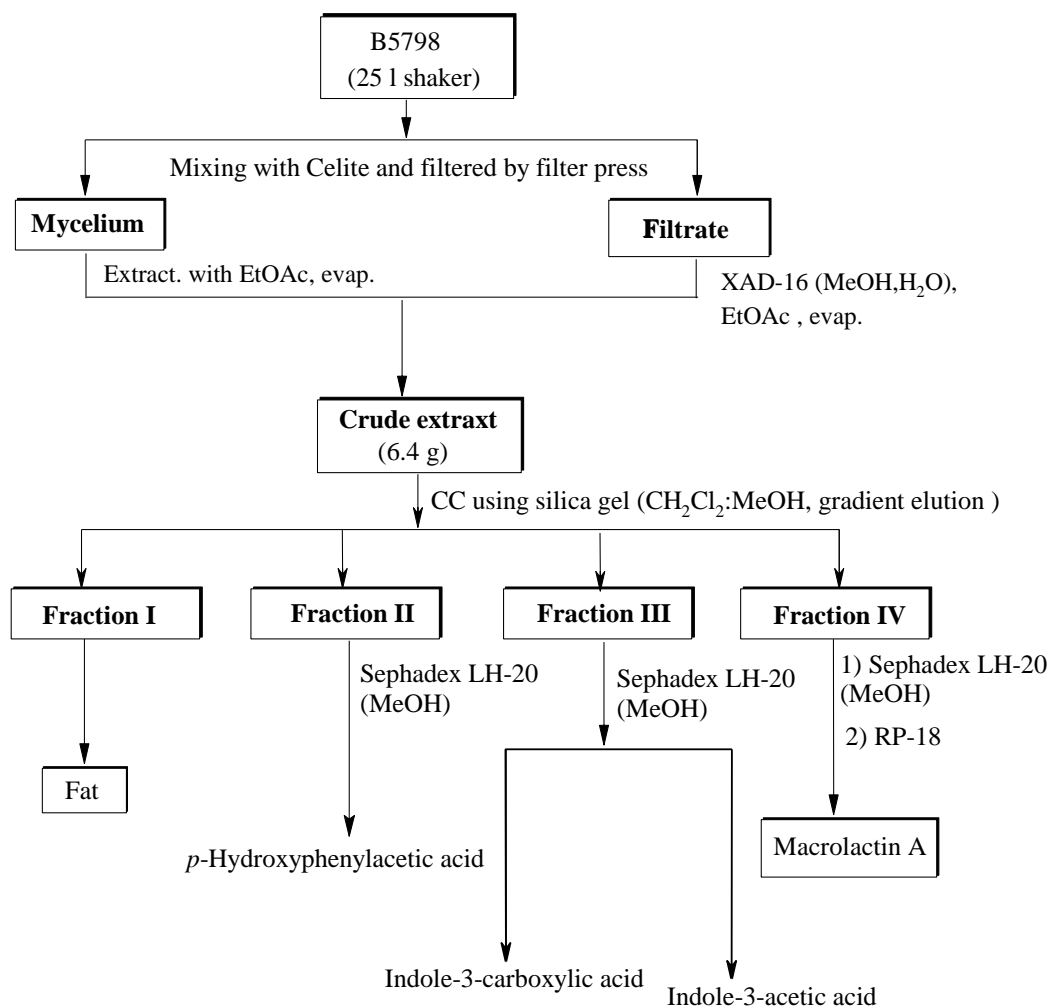 B5798
(25 l shaker)
Mixing with Celite and filtered by filter press
Mycelium
Filtrate
Extract. with EtOAc, evap.
XAD-16 (MeOH,H₂O),
EtOAc , evap.
Crude extraxt
(6.4 g)
CC using silica gel (CH₂Cl₂:MeOH, gradient elution )
Fraction I
Fraction II
Fraction III
Fraction IV
Sephadex LH-20
(MeOH)
Sephadex LH-20
(MeOH)
1) Sephadex LH-20
(MeOH)
2) RP-18
Fat
p-Hydroxyphenylacetic acid
Macrolactin A
Indole-3-carboxylic acid
Indole-3-acetic acid